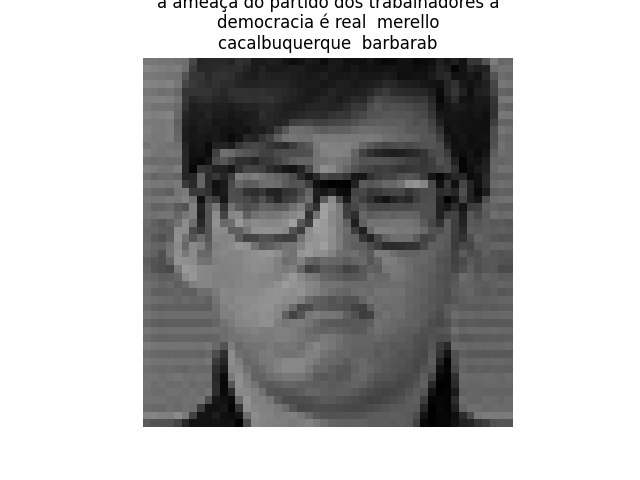 a ameaça do partido dos trabalhadores a
democracia é real  merello
cacalbuquerque  barbarab